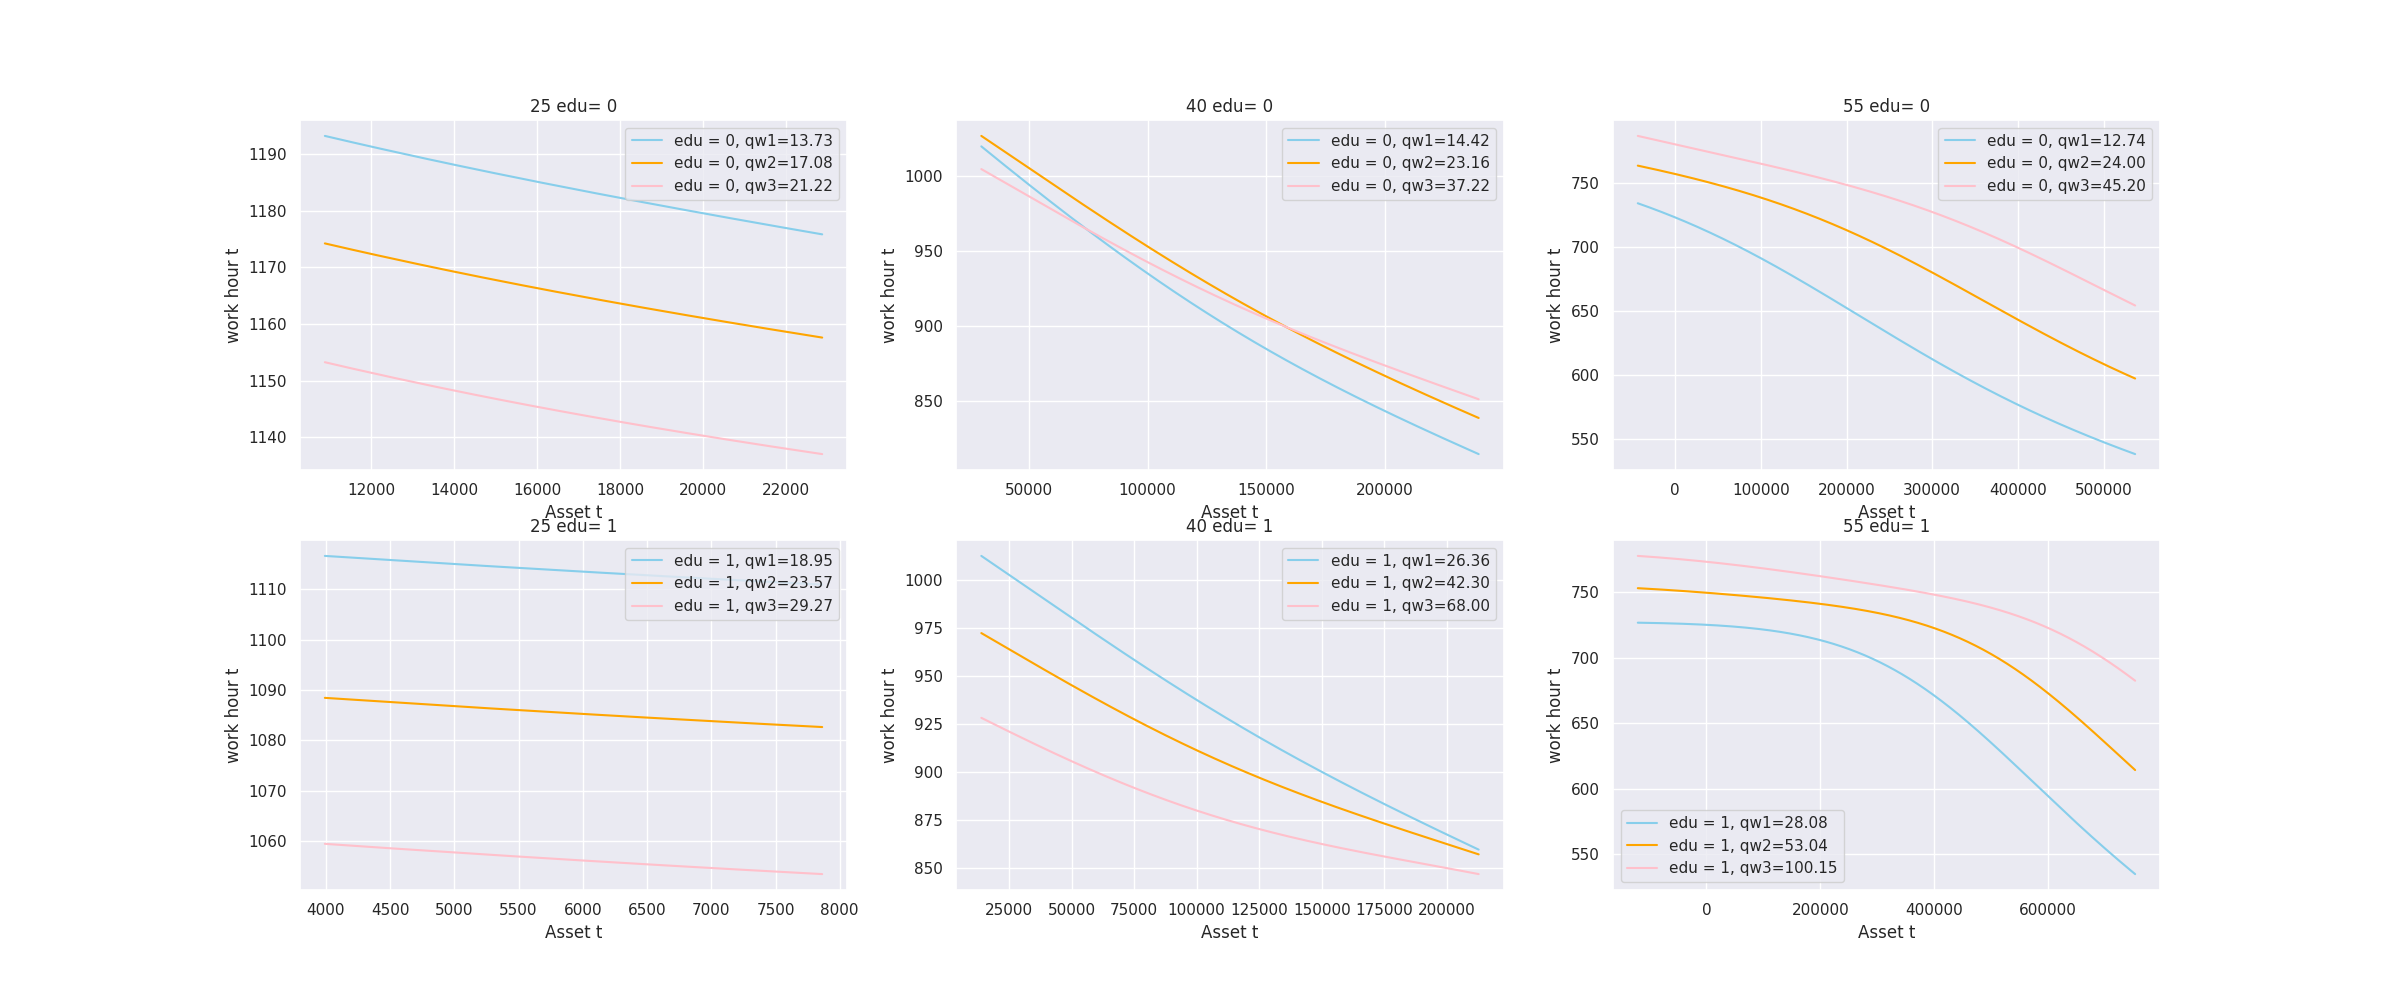 25 edu= 0
edu = 0, qw1=13.73
edu = 0, qw2=17.08
edu = 0, qw3=21.22
work hour t
1190
1180
1170
1160
1150
1140
12000 14000 16000 18000 20000 22000
Asset t
40 edu= 0
edu = 0, qw1=14.42
edu = 0, qw2=23.16
edu = 0, qw3=37.22
work hour t
1000
950
900
850
50000 100000 150000 200000
Asset t
55 edu= 0
edu = 0, qw1=12.74
edu = 0, qw2=24.00
edu = 0, qw3=45.20
work hour t
750
700
650
600
550
0 100000 200000 300000 400000 500000
Asset t
25 edu= 1
edu = 1, qw1=18.95
edu = 1, qw2=23.57
edu = 1, qw3=29.27
work hour t
1110
1100
1090
1080
1070
1060
4000 4500 5000 5500 6000 6500 7000 7500 8000
Asset t
40 edu= 1
edu = 1, qw1=26.36
edu = 1, qw2=42.30
edu = 1, qw3=68.00
work hour t
1000
975
950
925
900
875
850
25000 50000 75000 100000 125000 150000 175000 200000
Asset t
55 edu= 1
edu = 1, qw1=28.08
edu = 1, qw2=53.04
edu = 1, qw3=100.15
work hour t
750
700
650
600
550
0 200000 400000 600000
Asset t